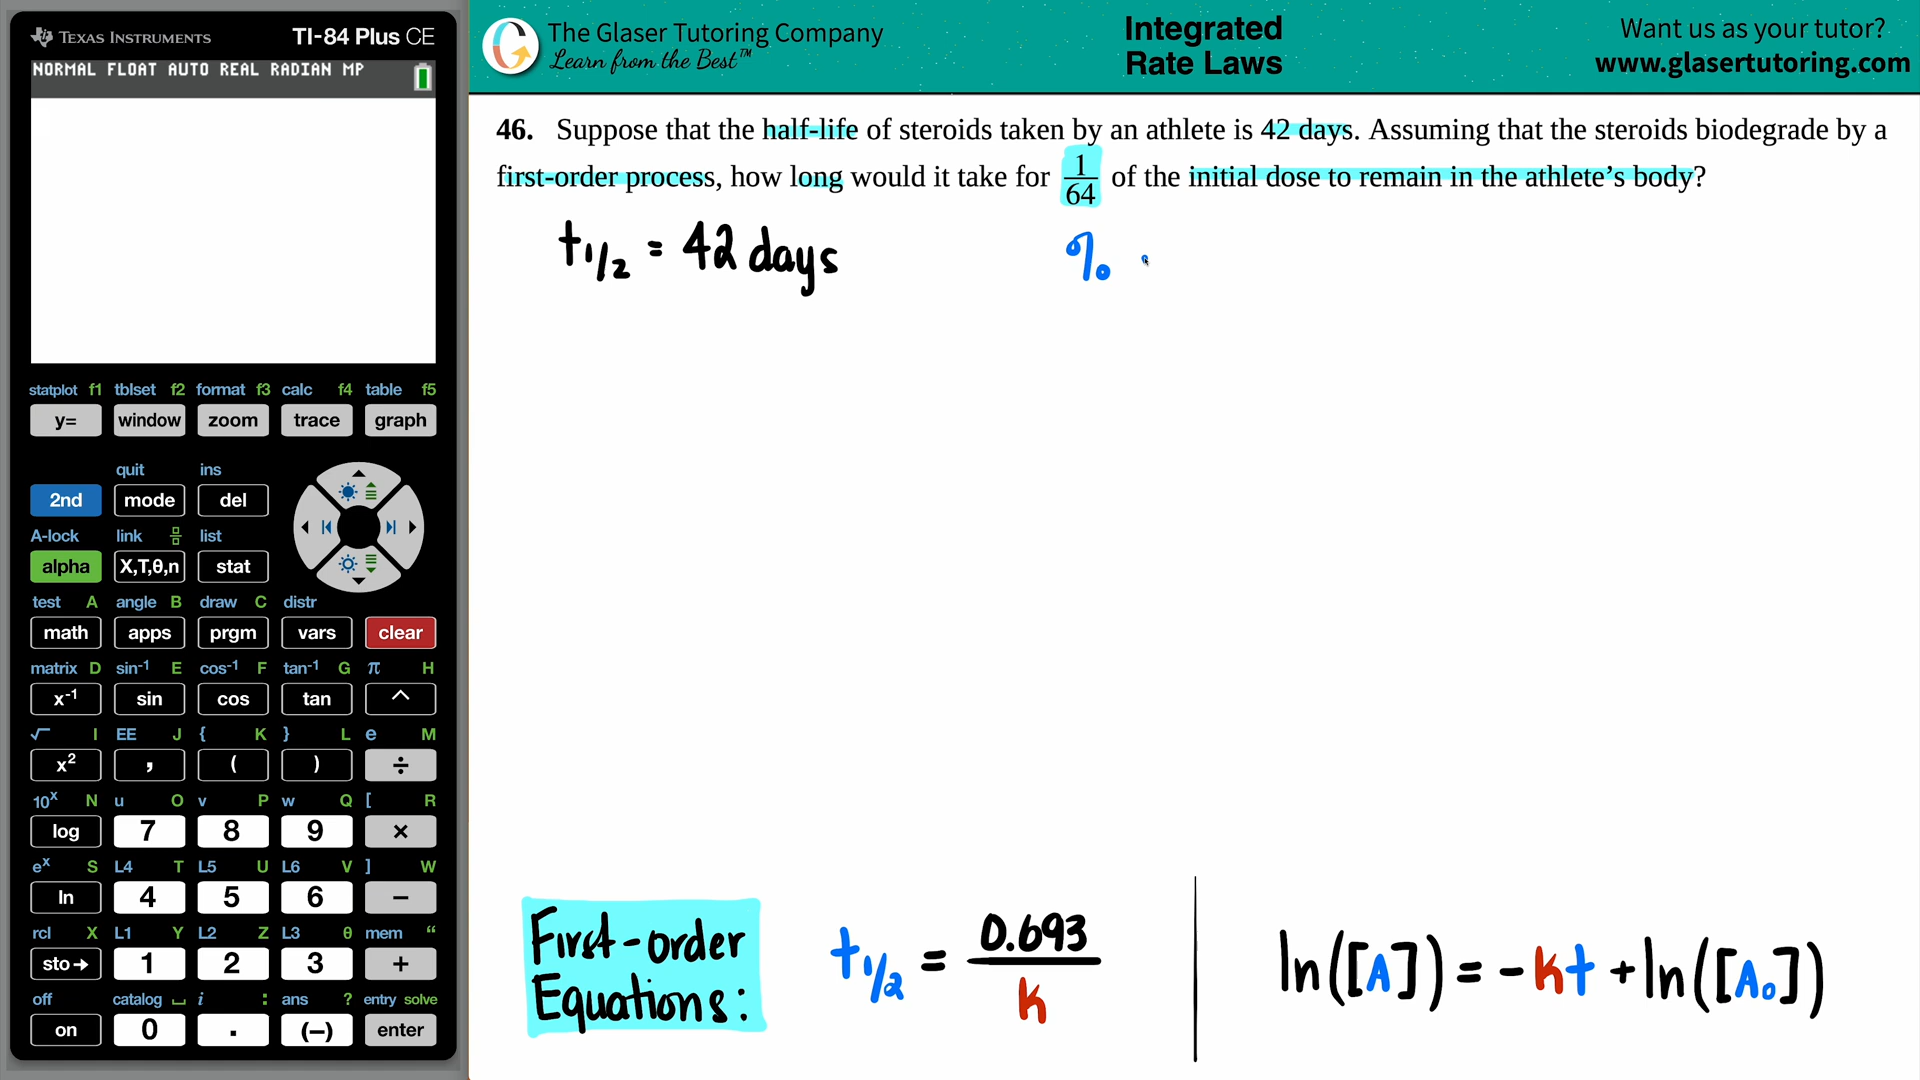 TEXAS INSTRUMENTS TI-84 Plus CE
NORMAL FLOAT AUTO REAL RADIAN MP
statplot f1 tblset f2 format f3 calc f4 table f5
y= window zoom trace graph
quit ins
2nd mode del
A-lock link list
alpha X,T,θ,n stat
test A angle B draw C distr
math apps prgm vars clear
matrix D sin⁻¹ E cos⁻¹ F tan⁻¹ G π H
x⁻¹ sin cos tan ^
√ I EE J { K } L e M
x² , ( ) ÷
10ˣ N u O v P w Q [ R
log 7 8 9 ×
eˣ S L4 T L5 U L6 V ] W
ln 4 5 6 −
rcl X L1 Y L2 Z L3 θ mem “
sto→ 1 2 3 +
off catalog ⎵ i : ans ? entry solve
on 0 . (−) enter
The Glaser Tutoring Company
Learn from the Best™
Integrated
Rate Laws
Want us as your tutor?
www.glasertutoring.com
46. Suppose that the half-life of steroids taken by an athlete is 42 days. Assuming that the steroids biodegrade by a
first-order process, how long would it take for 1/64 of the initial dose to remain in the athlete’s body?
t1/2 = 42 days %
First-order
Equations:
t1/2 = 0.693/k
ln([A]) = -kt + ln([A₀])